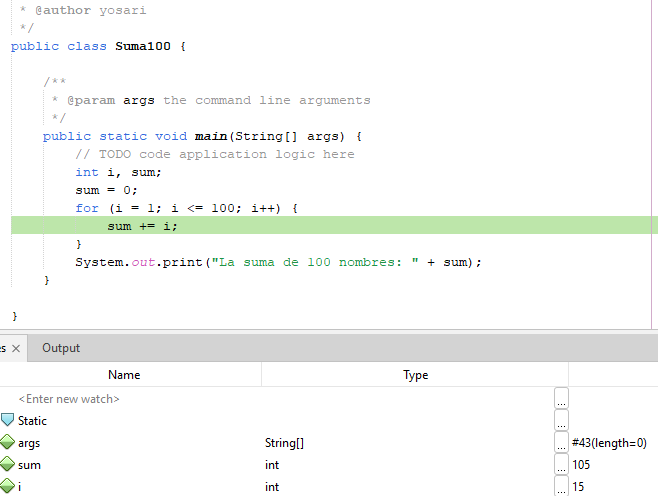 * @author yosari
*/
public class Suma100 {
/**
* @param args the command line arguments
*/
public static void main(String[] args) {
// TODO code application logic here
int i, sum;
sum = 0;
for (i = 1; i <= 100; i++) {
sum += i;
}
System.out.print("La suma de 100 nombres: " + sum);
}
}
es × Output
Name Type
<Enter new watch> ...
Static ...
args String[] ... #43(length=0)
sum int ... 105
i int ... 15